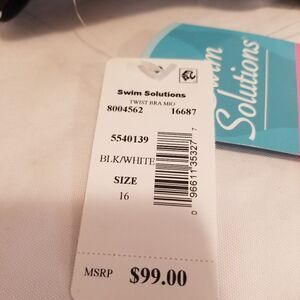 Swim Solutions
TWIST BRA MIO
8004562 16687
5540139
BLK/WHITE
SIZE
16
0 96611 35327 7
MSRP $99.00
Swim
Solutions